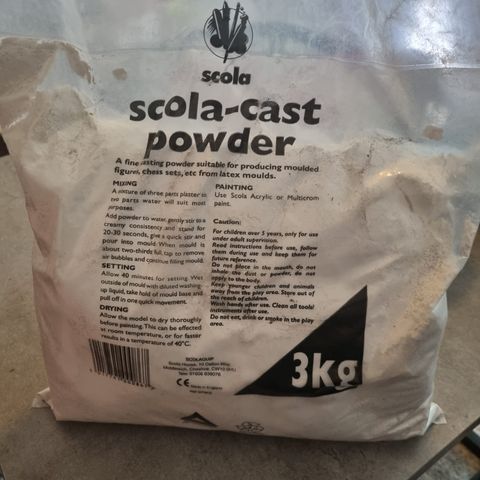 scola
scola-cast
powder
A fine casting powder suitable for producing moulded
figures, chess sets, etc from latex moulds.
MIXING
A mixture of three parts plaster to
two parts water will suit most
purposes.
Add powder to water, gently stir to a
creamy consistency and stand for
20-30 seconds, give a quick stir and
pour into mould. When mould is
about two-thirds full, tap to remove
air bubbles and continue filling mould.
SETTING
Allow 40 minutes for setting. Wet
outside of mould with diluted washing-
up liquid, take hold of mould base and
pull off in one quick movement.
DRYING
Allow the model to dry thoroughly
before painting. This can be effected
at room temperature, or for faster
results in a temperature of 40°C.
PAINTING
Use Scola Acrylic or Multicrom
paint.
Caution:
For children over 5 years, only for use
under adult supervision.
Read instructions before use, follow
them during use and keep them for
future reference.
Do not place in the mouth, do not
inhale the dust or powder, do not
apply to the body.
Keep younger children and animals
away from the play area. Store out of
the reach of children.
Wash hands after use. Clean all tools/
instruments after use.
Do not eat, drink or smoke in the play
area.
SCOLAQUIP
Scola House,
Middlewich, Cheshire,
CE Made in England
3kg